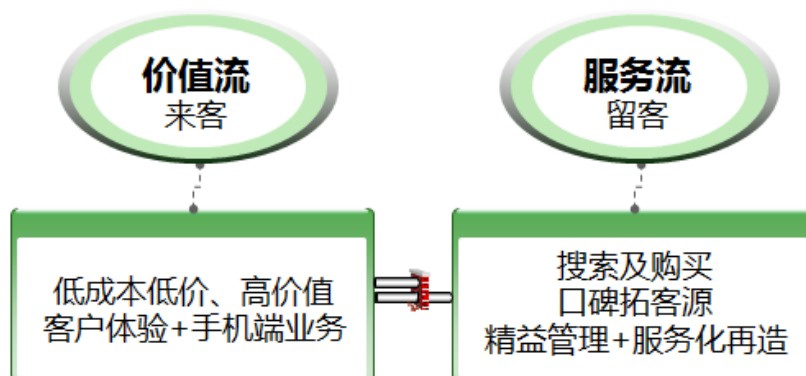 价值流
来客
服务流
留客
低成本低价、高价值
客户体验+手机端业务
搜索及购买
口碑拓客源
精益管理+服务化再造